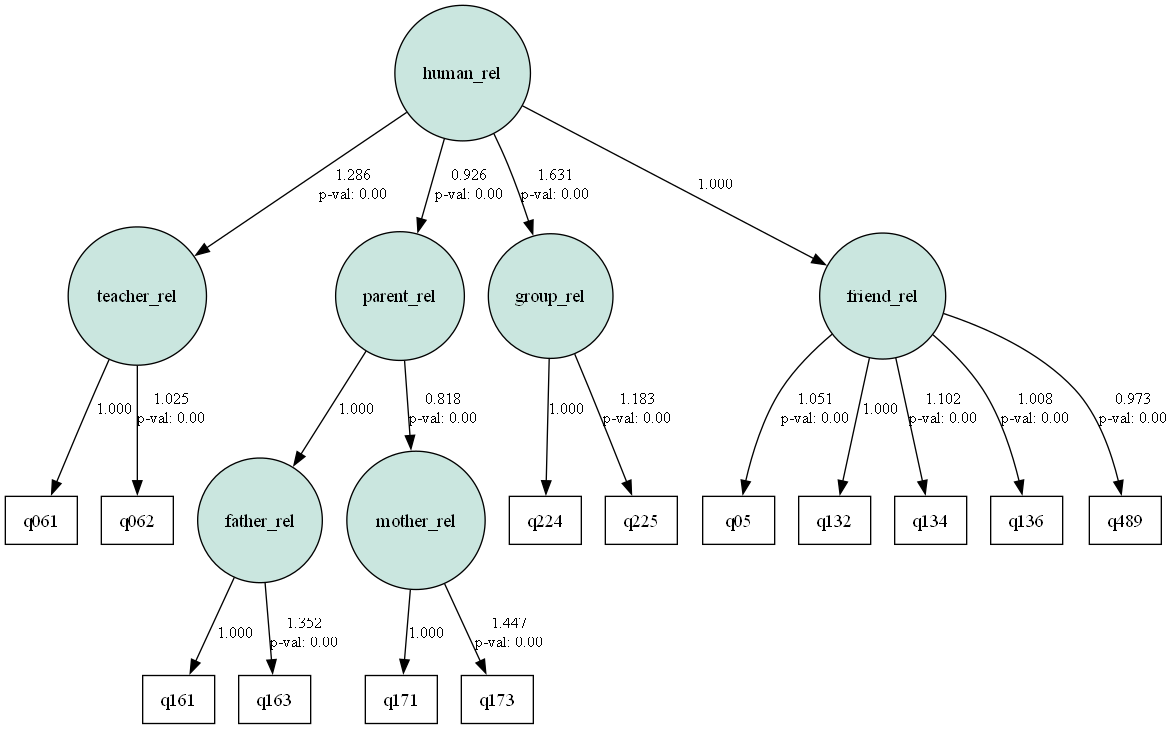 human_rel
1.286
p-val: 0.00
0.926
p-val: 0.00
1.631
p-val: 0.00
1.000
teacher_rel
parent_rel
group_rel
friend_rel
1.000
1.025
p-val: 0.00
1.000
0.818
p-val: 0.00
1.000
1.183
p-val: 0.00
1.051
p-val: 0.00
1.000
1.102
p-val: 0.00
1.008
p-val: 0.00
0.973
p-val: 0.00
q061
q062
father_rel
mother_rel
q224
q225
q05
q132
q134
q136
q489
1.000
1.352
p-val: 0.00
1.000
1.447
p-val: 0.00
q161
q163
q171
q173